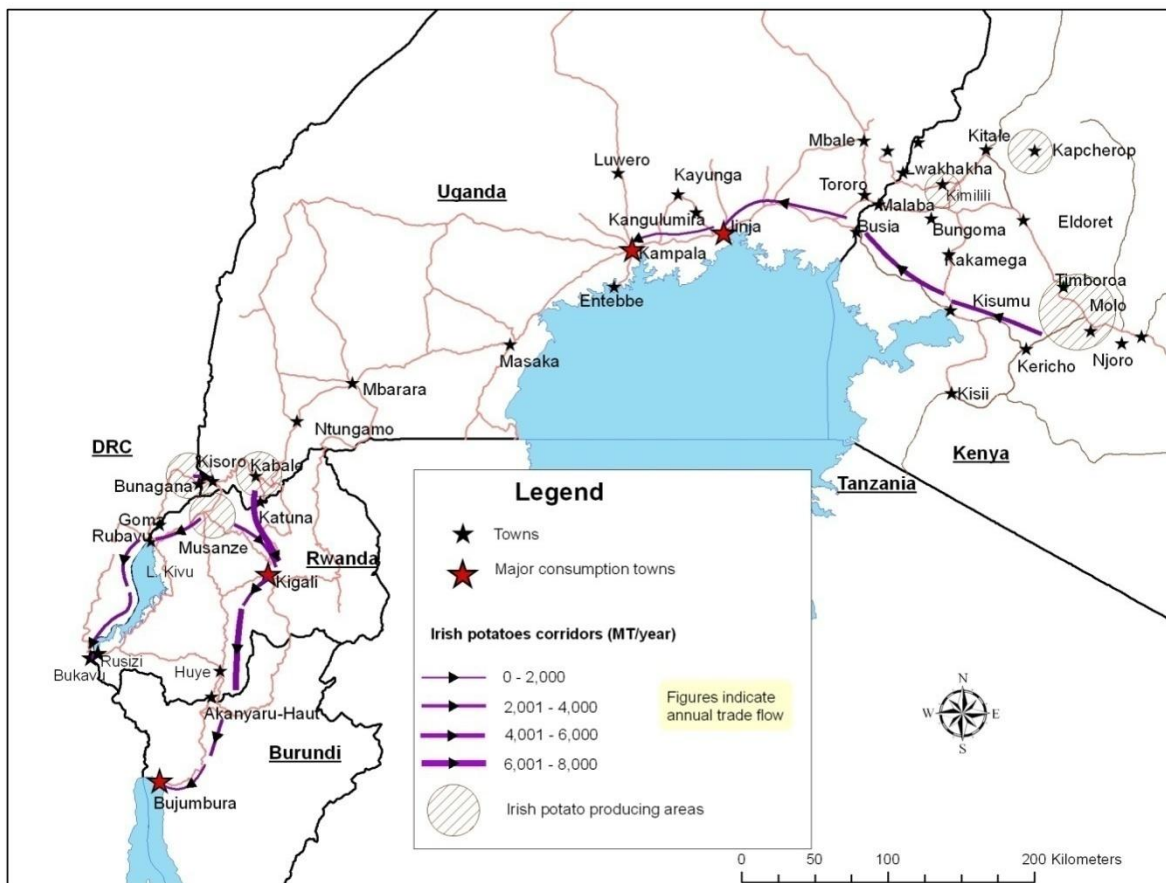 Mbale
Kitale
Kapcherop
Luwero
Lwakhakha
Kayunga
Tororo
Kimilili
Uganda
Malaba
Kangulumira
Jinja
Busia
Bungoma
Eldoret
Kampala
Kakamega
Entebbe
Timboroa
Kisumu
Molo
Masaka
Kericho
Njoro
Mbarara
Kisii
Ntungamo
DRC
Kenya
Kisoro
Kabale
Bunagana
Tanzania
Goma
Katuna
Rubavu
Musanze
Rwanda
L. Kivu
Kigali
Rusizi
Bukavu
Huye
Akanyaru-Haut
Burundi
Bujumbura
Legend
Towns
Major consumption towns
Irish potatoes corridors (MT/year)
0 - 2,000
2,001 - 4,000
4,001 - 6,000
6,001 - 8,000
Figures indicate
annual trade flow
Irish potato producing areas
N
W
E
S
0 50 100 200 Kilometers